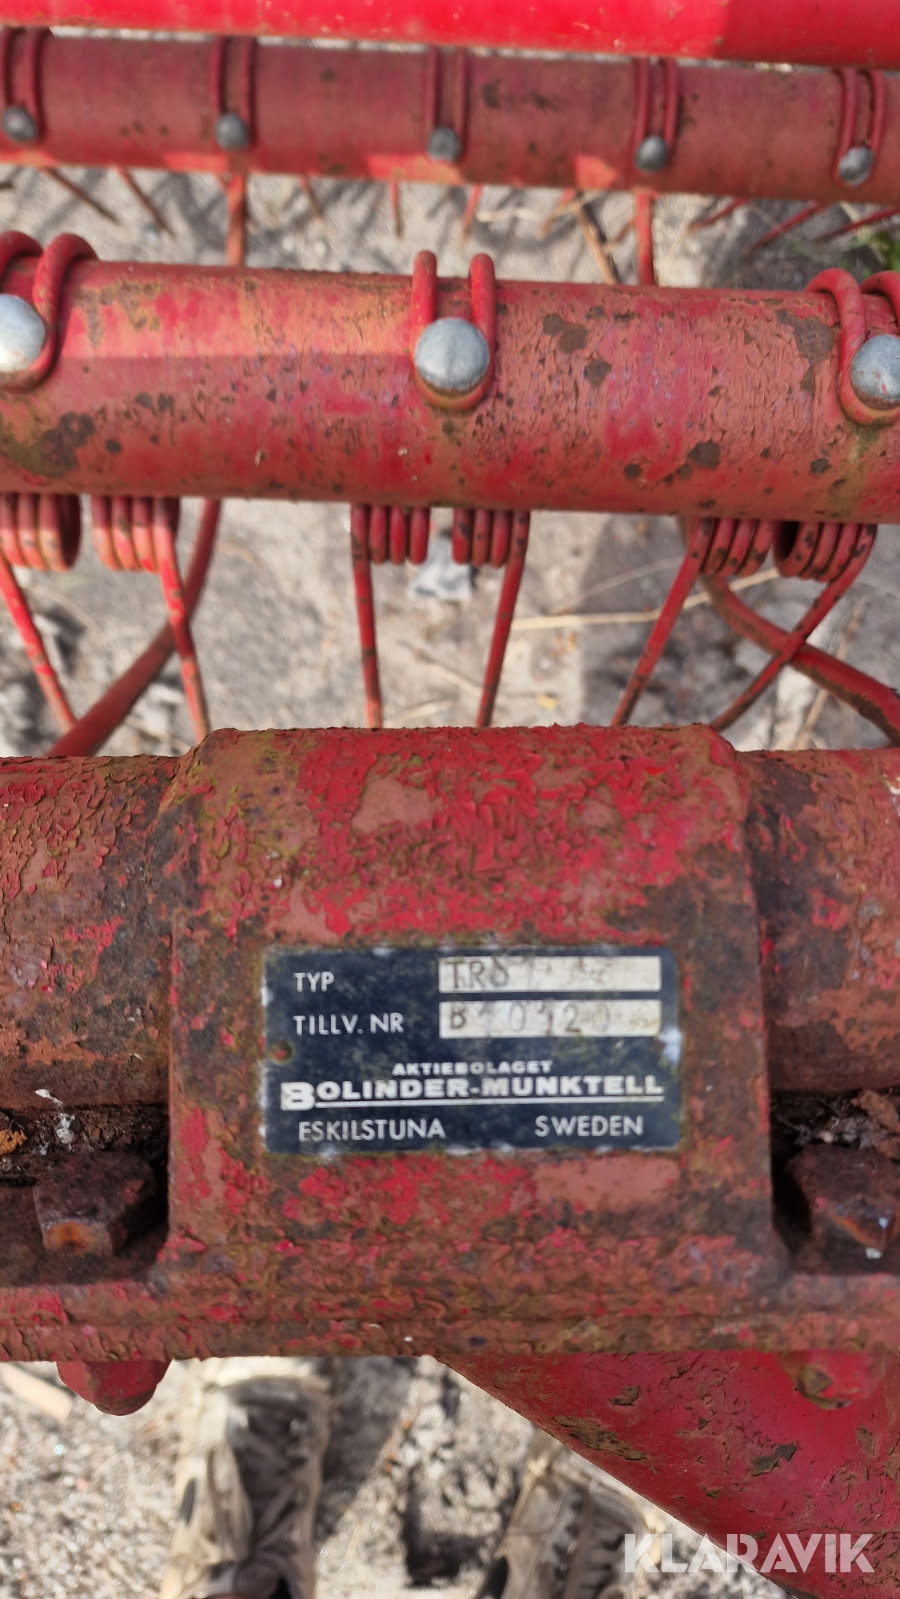 TYP
TILLV. NR
AKTIEBOLAGET
BOLINDER-MUNKTELL
ESKILSTUNA SWEDEN
KLARAVIK